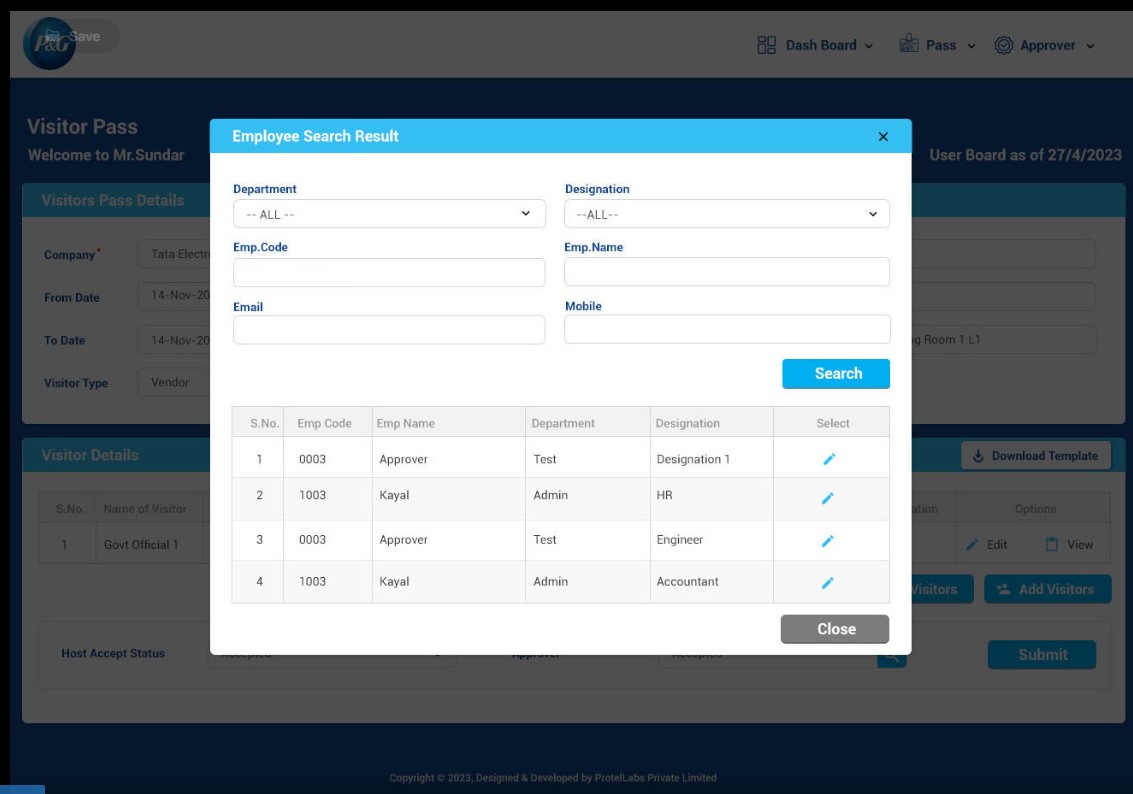 P&G Save
Dash Board Pass Approver
Visitor Pass
Welcome to Mr.Sundar User Board as of 27/4/2023
Visitors Pass Details
Company* Tata Electr
From Date 14-Nov-20
To Date 14-Nov-20 g Room 1 L1
Visitor Type Vendor
Employee Search Result ×
Department Designation
-- ALL -- --ALL--
Emp.Code Emp.Name
Email Mobile
Search
S.No. Emp Code Emp Name Department Designation Select
1 0003 Approver Test Designation 1
2 1003 Kayal Admin HR
3 0003 Approver Test Engineer
4 1003 Kayal Admin Accountant
Close
Visitor Details Download Template
S.No. Name of Visitor ation Options
1 Govt Official 1 Edit View
Visitors Add Visitors
Host Accept Status Accepted Approver Accepted Submit
Copyright © 2023, Designed & Developed by ProtelLabs Private Limited